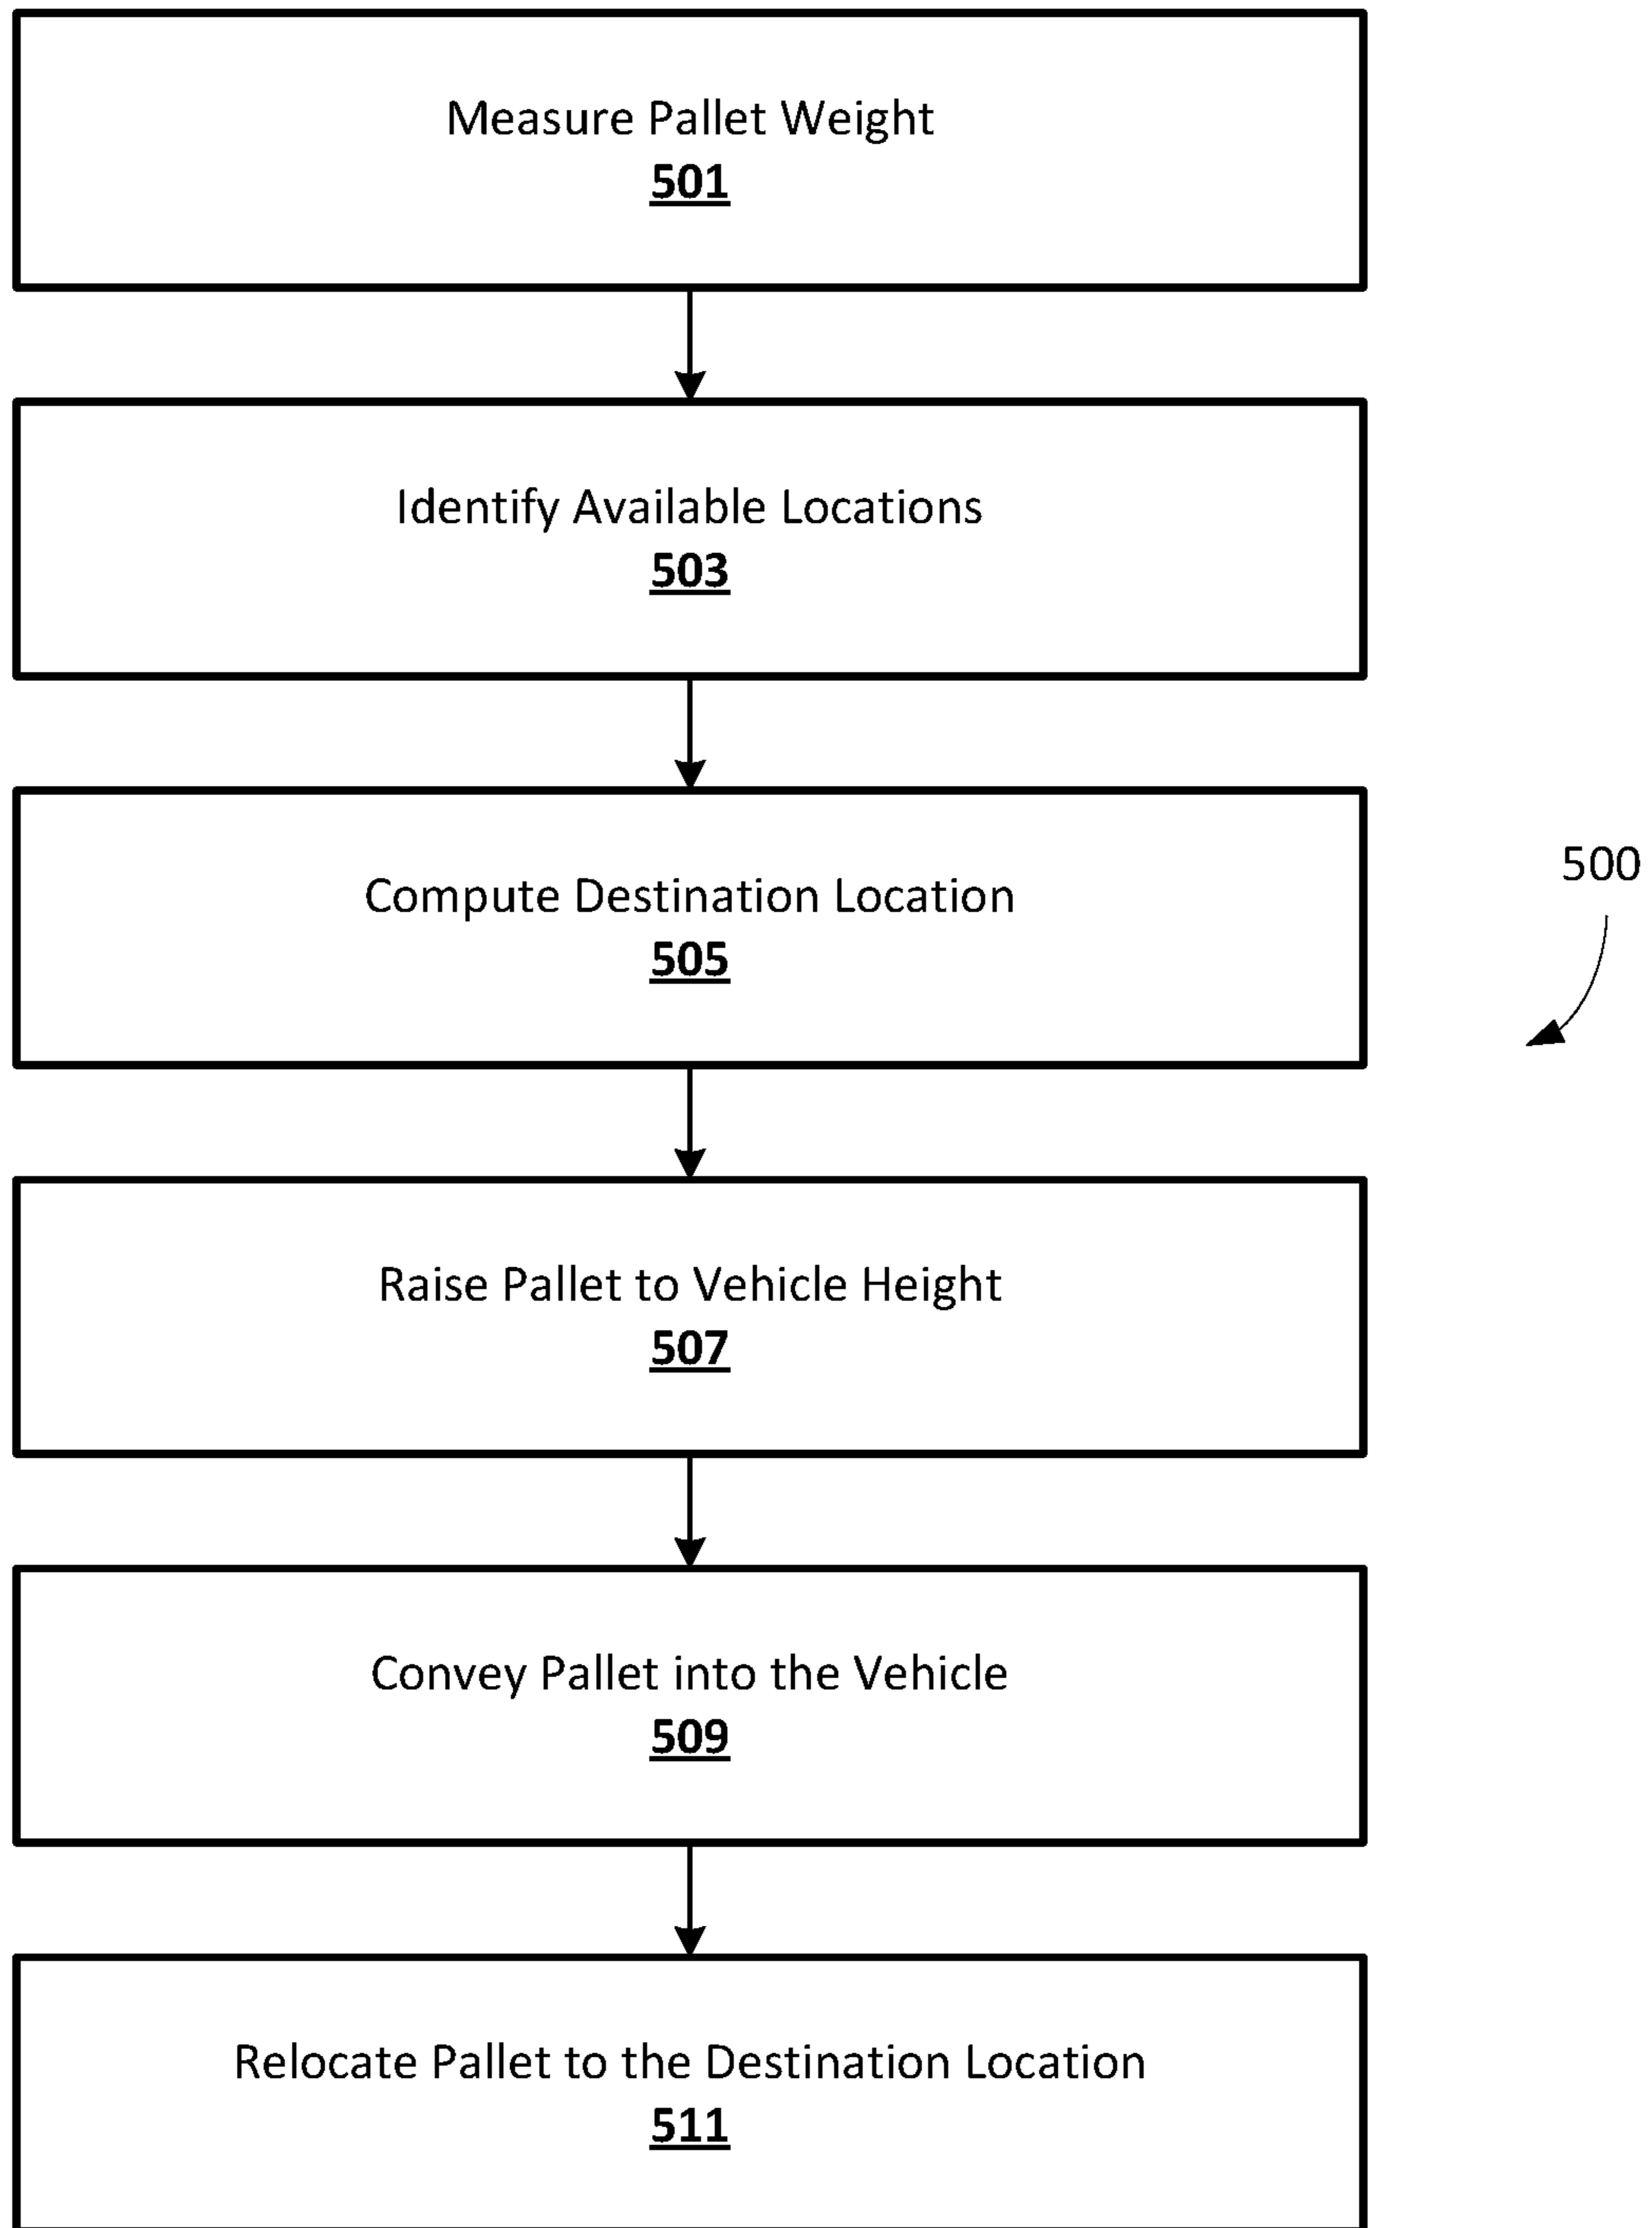 Measure Pallet Weight
501
Identify Available Locations
503
Compute Destination Location
505
500
Raise Pallet to Vehicle Height
507
Convey Pallet into the Vehicle
509
Relocate Pallet to the Destination Location
511